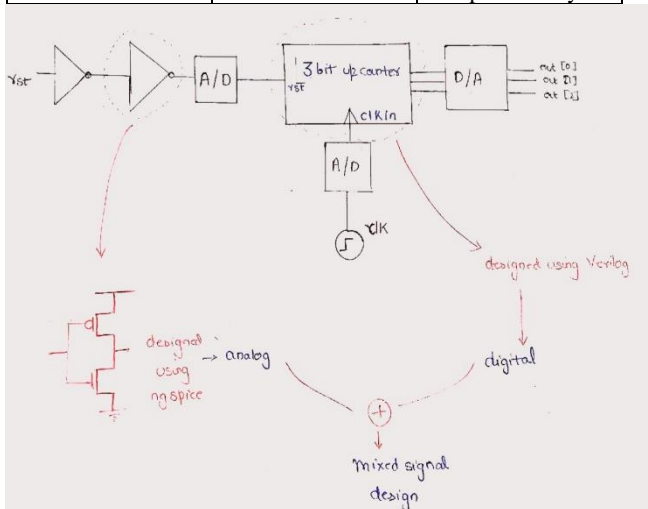 rst
A/D
3 bit up counter
rst
clkin
D/A
out [0]
out [1]
out [2]
A/D
clk
designed using Verilog
designed
using
ngspice
→ analog
digital
+
mixed signal
design